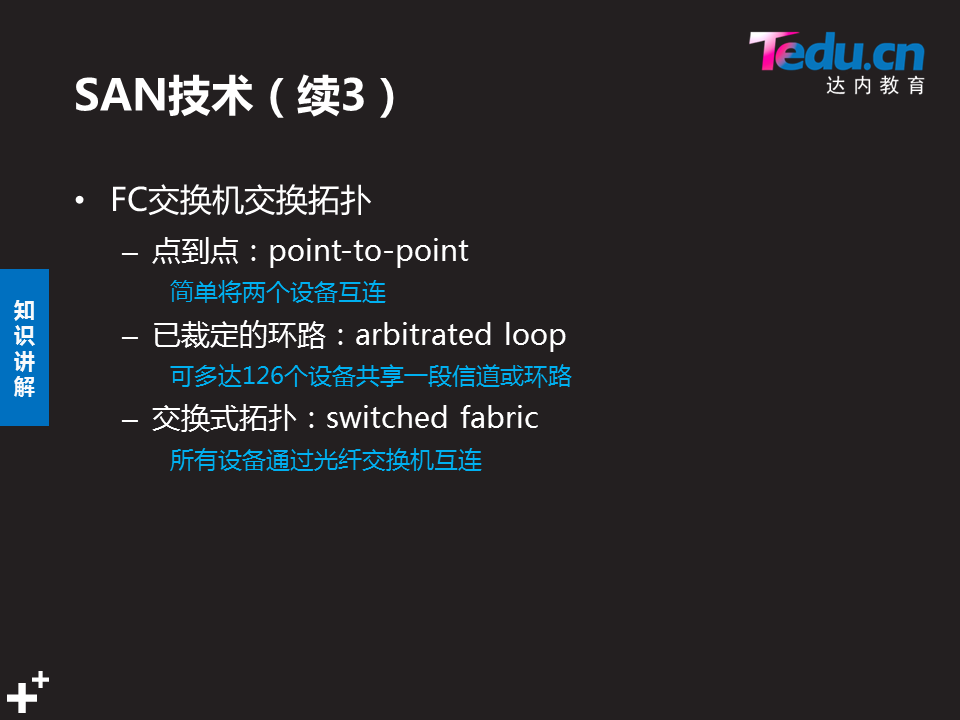 Tedu.cn
达内教育
SAN技术（续3）
• FC交换机交换拓扑
– 点到点：point-to-point
简单将两个设备互连
– 已裁定的环路：arbitrated loop
可多达126个设备共享一段信道或环路
– 交换式拓扑：switched fabric
所有设备通过光纤交换机互连
知识讲解